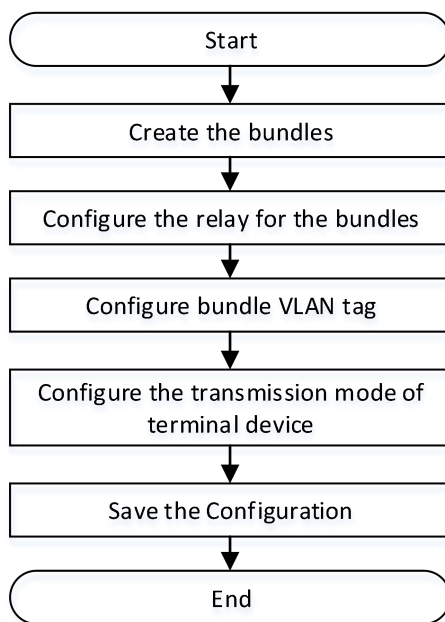 Start
Create the bundles
Configure the relay for the bundles
Configure bundle VLAN tag
Configure the transmission mode of
terminal device
Save the Configuration
End